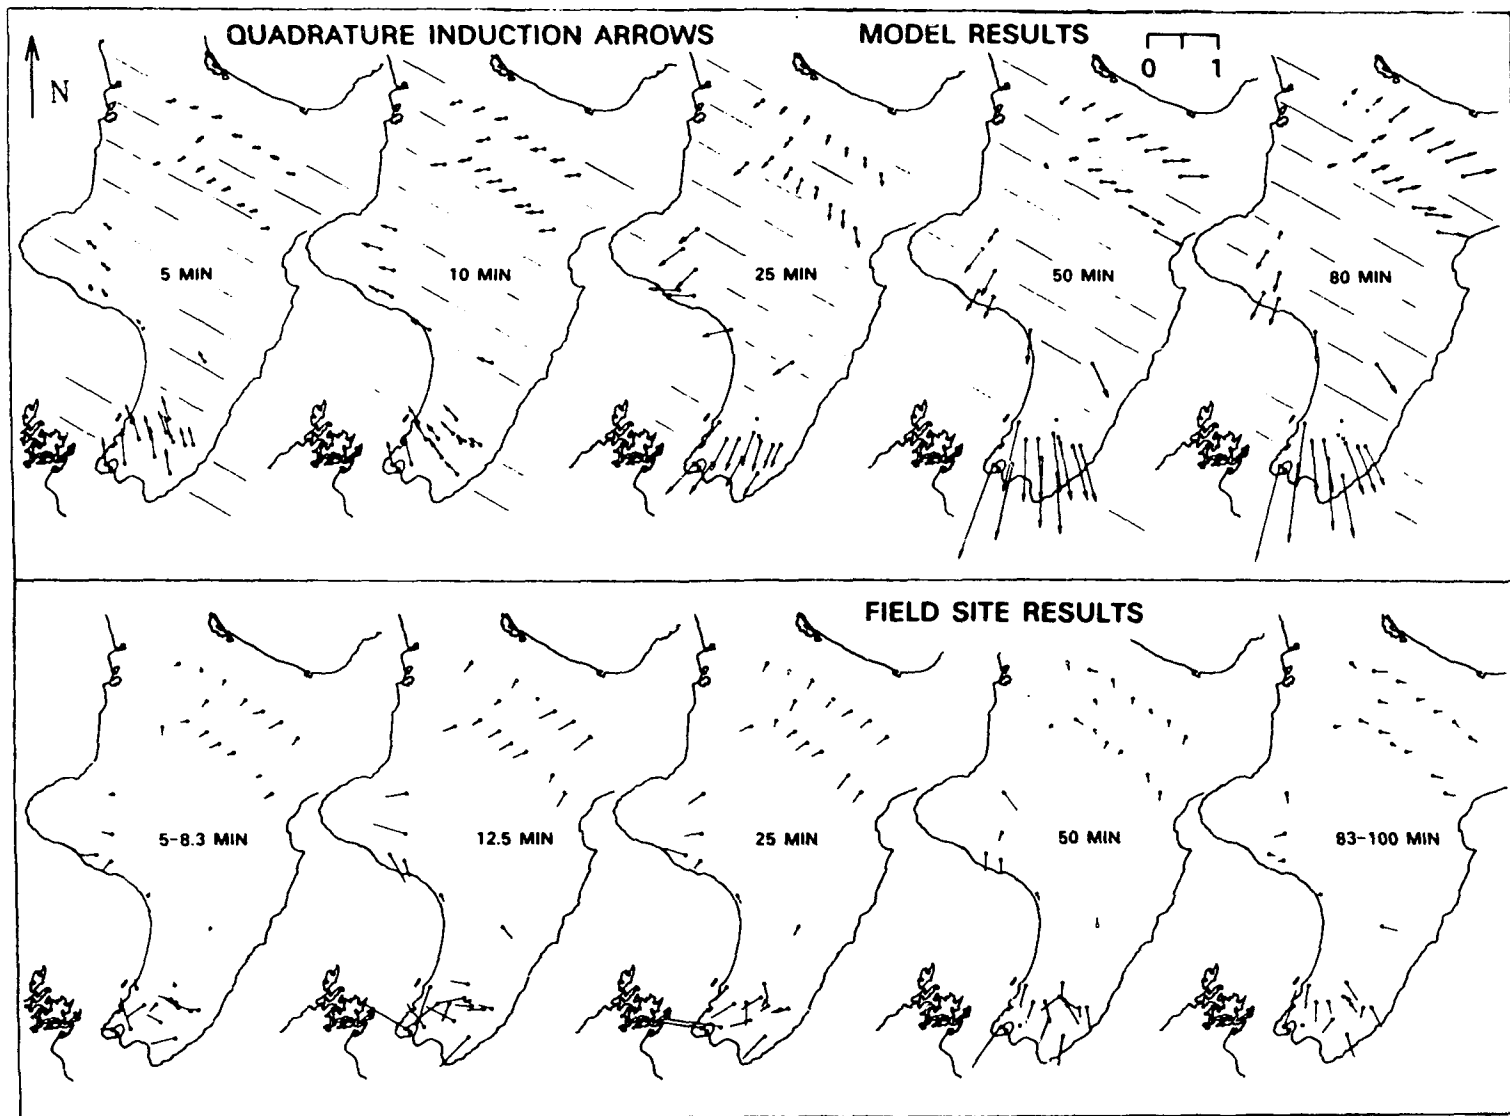 QUADRATURE INDUCTION ARROWS
MODEL RESULTS
0 1
N
5 MIN
10 MIN
25 MIN
50 MIN
80 MIN
FIELD SITE RESULTS
5-8.3 MIN
12.5 MIN
25 MIN
50 MIN
83-100 MIN